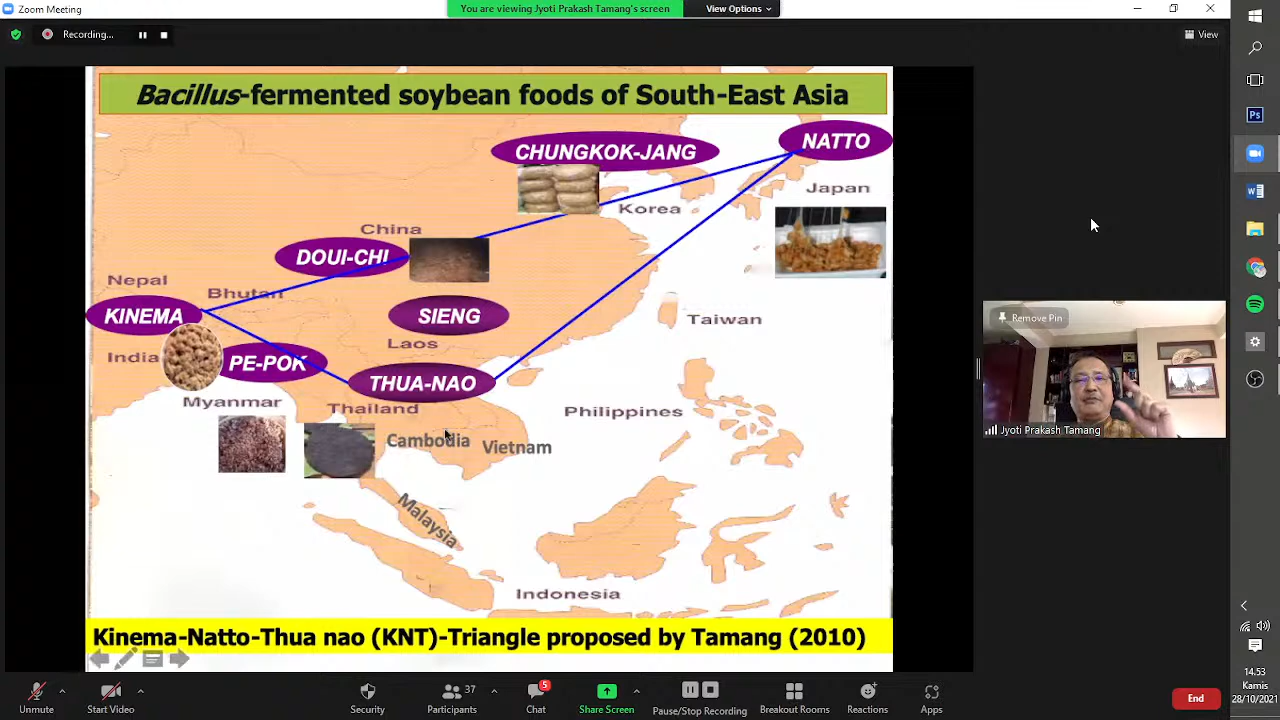 Zoom Meeting
You are viewing Jyoti Prakash Tamang's screen
View Options
Recording...
View
Bacillus-fermented soybean foods of South-East Asia
CHUNGKOK-JANG
NATTO
Japan
Korea
China
DOUI-CHI
Nepal
Bhutan
KINEMA
SIENG
Taiwan
Laos
India
PE-POK
THUA-NAO
Myanmar
Thailand
Philippines
Cambodia
Vietnam
Malaysia
Indonesia
Kinema-Natto-Thua nao (KNT)-Triangle proposed by Tamang (2010)
Remove Pin
Jyoti Prakash Tamang
Ps
W
14.53
Kamis
Unmute
Start Video
Security
37
Participants
5
Chat
Share Screen
Pause/Stop Recording
Breakout Rooms
Reactions
Apps
End